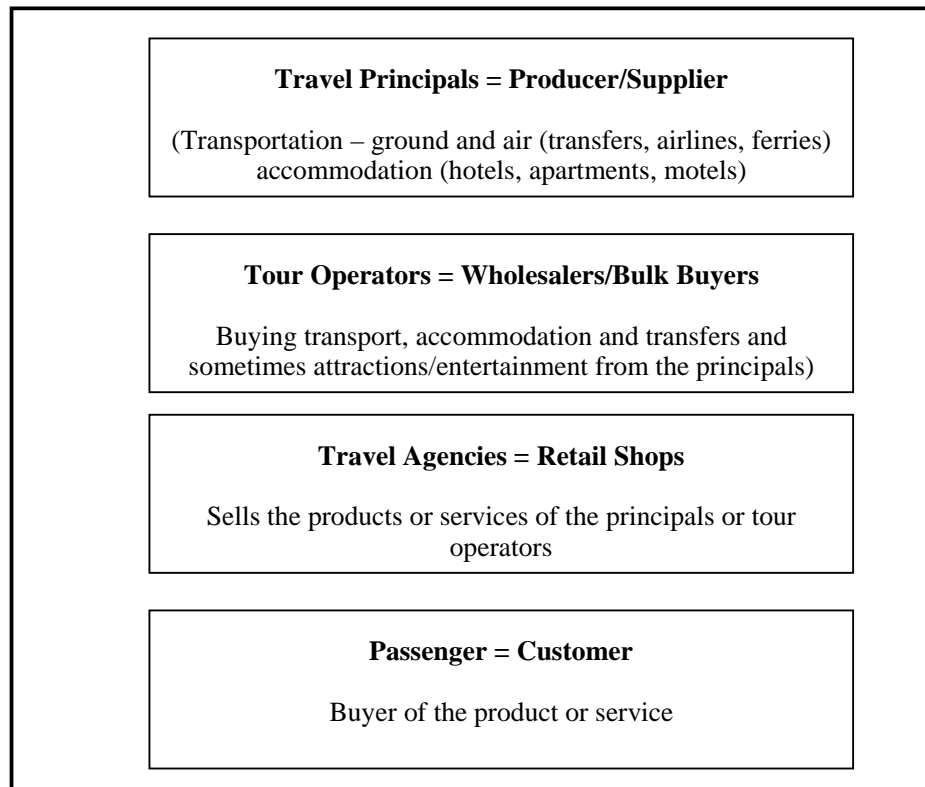 Travel Principals = Producer/Supplier
(Transportation – ground and air (transfers, airlines, ferries)
accommodation (hotels, apartments, motels)
Tour Operators = Wholesalers/Bulk Buyers
Buying transport, accommodation and transfers and
sometimes attractions/entertainment from the principals)
Travel Agencies = Retail Shops
Sells the products or services of the principals or tour
operators
Passenger = Customer
Buyer of the product or service